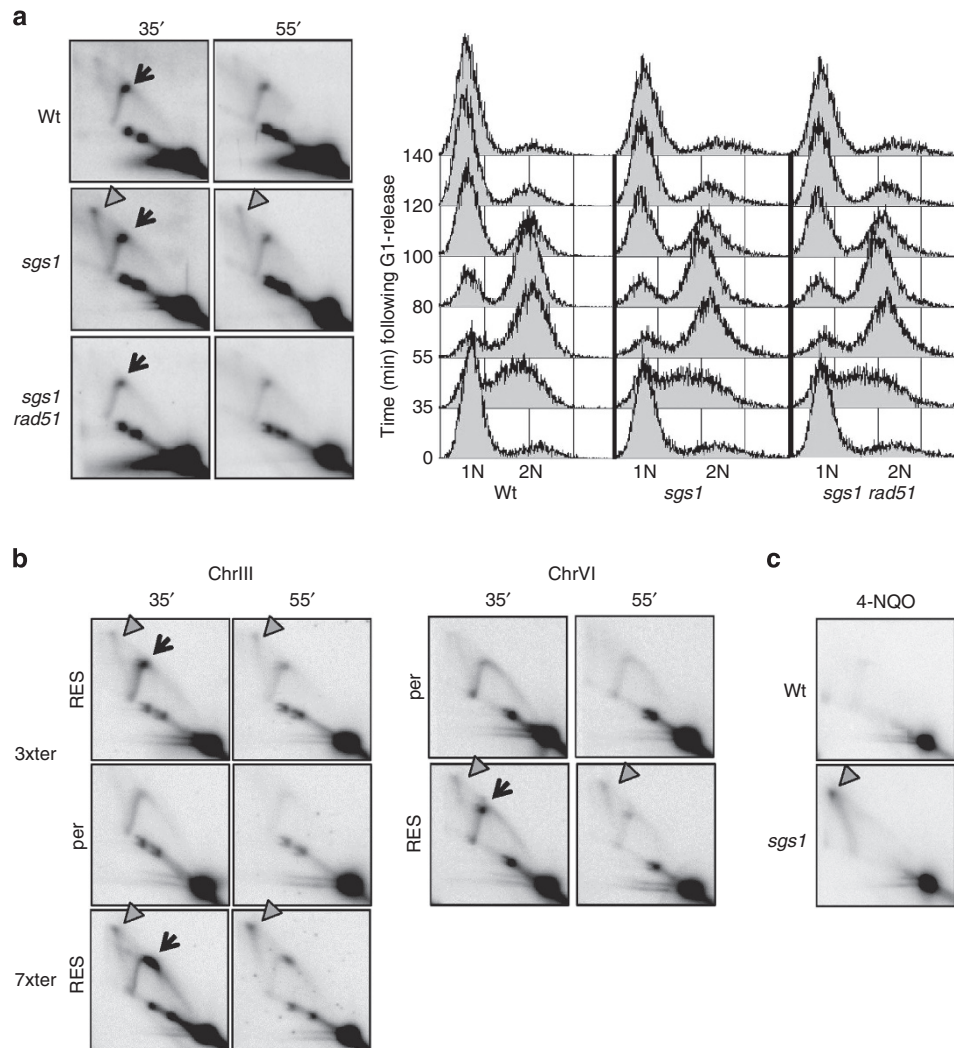 a
35′ 55′
Wt
sgs1
sgs1
rad51
Time (min) following G1-release
140
120
100
80
55
35
0
1N 2N 1N 2N 1N 2N
Wt sgs1 sgs1 rad51
b
ChrIII
35′ 55′
3xter
RES
per
7xter
RES
ChrVI
35′ 55′
per
RES
c
4-NQO
Wt
sgs1